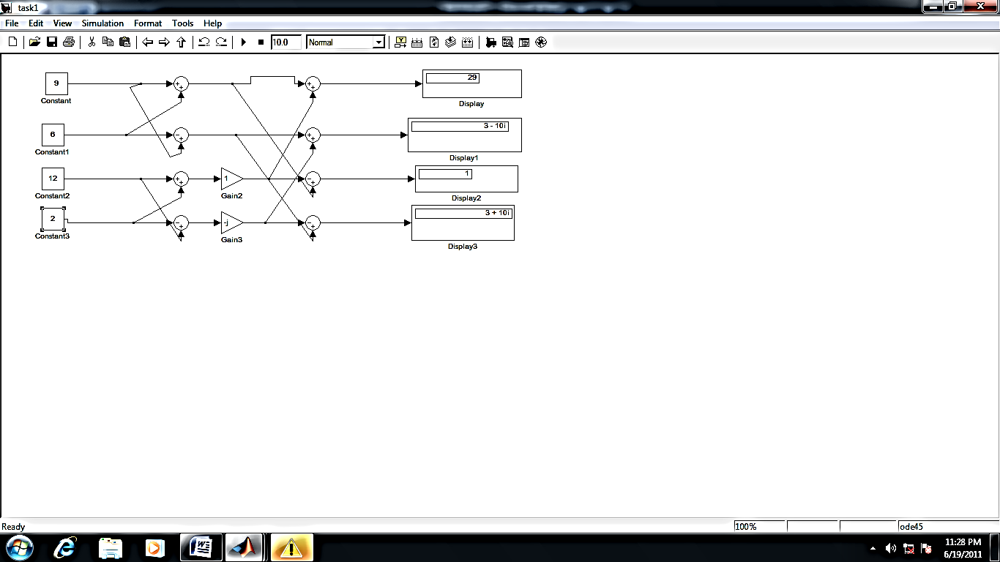 task1
File Edit View Simulation Format Tools Help
10.0 Normal
9
Constant
29
Display
6
Constant1
3 - 10i
Display1
12
Constant2
1
Gain2
1
Display2
2
Constant3
-j
Gain3
3 + 10i
Display3
Ready 100% ode45
11:28 PM
6/19/2011